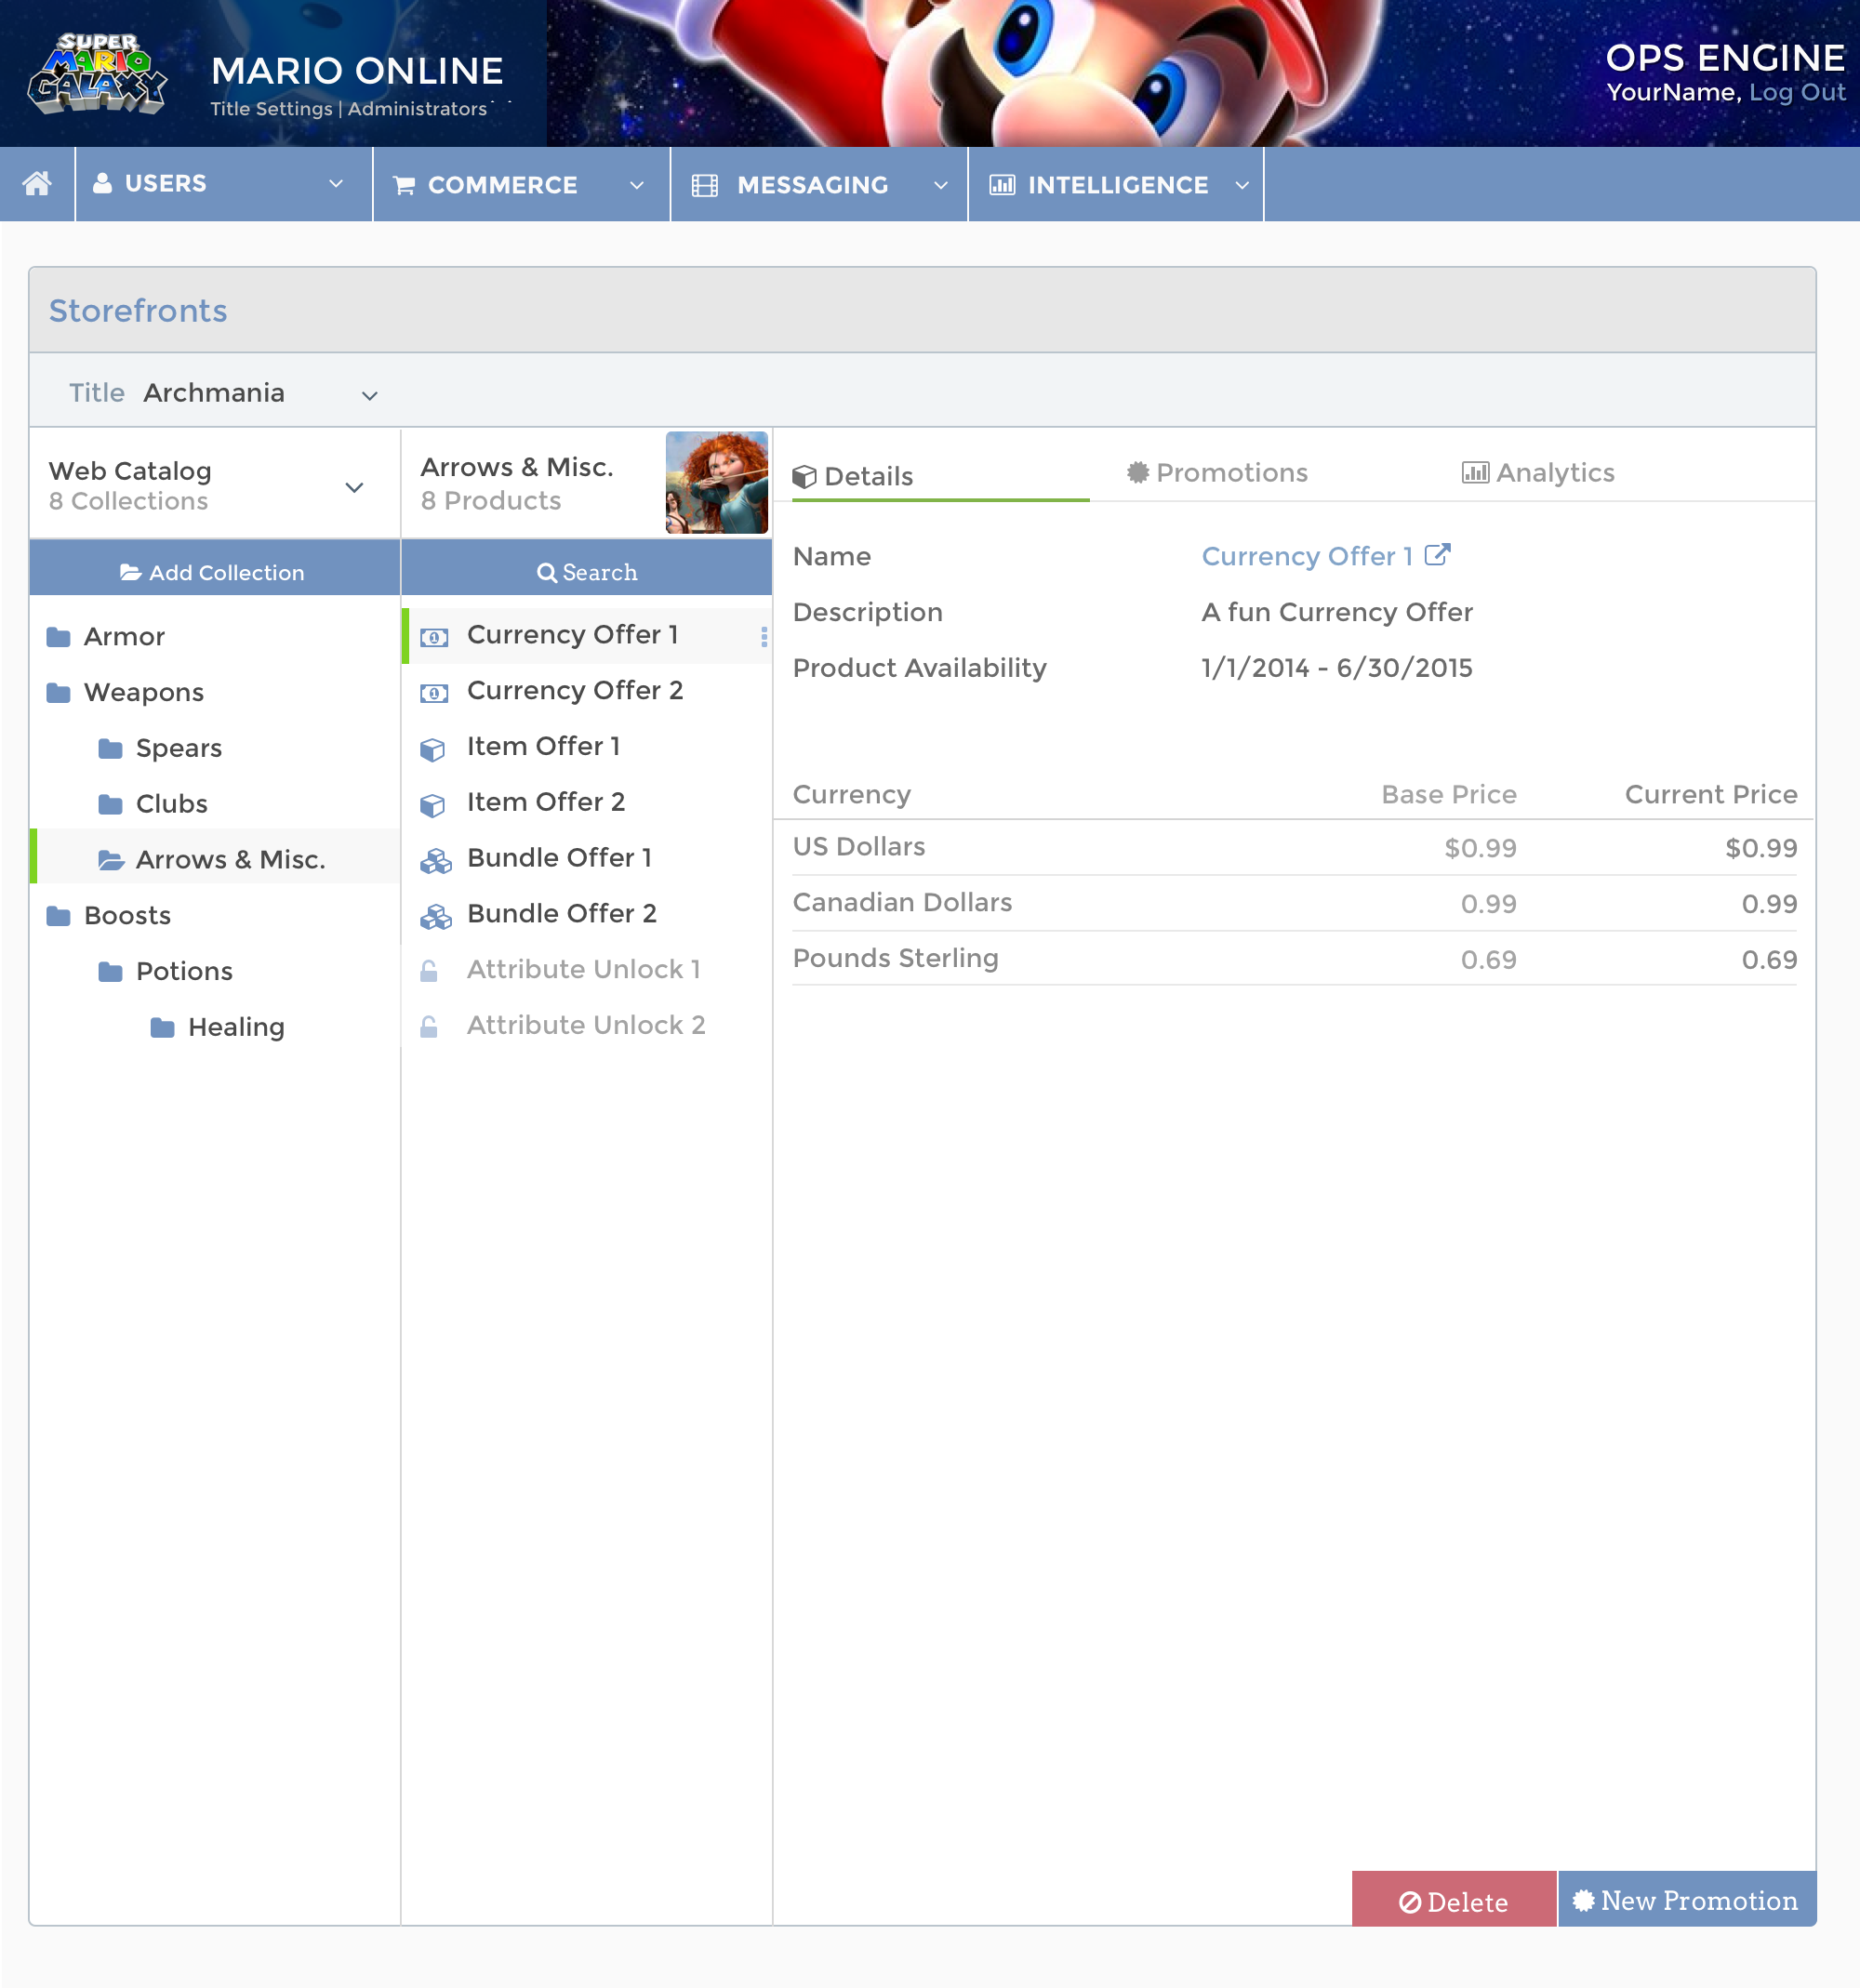 SUPER
MARIO
GALAXY
MARIO ONLINE
Title Settings | Administrators
OPS ENGINE
YourName, Log Out
USERS
COMMERCE
MESSAGING
INTELLIGENCE
Storefronts
Title Archmania
Web Catalog
8 Collections
Add Collection
Armor
Weapons
Spears
Clubs
Arrows & Misc.
Boosts
Potions
Healing
Arrows & Misc.
8 Products
Search
Currency Offer 1
Currency Offer 2
Item Offer 1
Item Offer 2
Bundle Offer 1
Bundle Offer 2
Attribute Unlock 1
Attribute Unlock 2
Details Promotions Analytics
Name Currency Offer 1
Description A fun Currency Offer
Product Availability 1/1/2014 - 6/30/2015
Currency Base Price Current Price
US Dollars $0.99 $0.99
Canadian Dollars 0.99 0.99
Pounds Sterling 0.69 0.69
Delete New Promotion